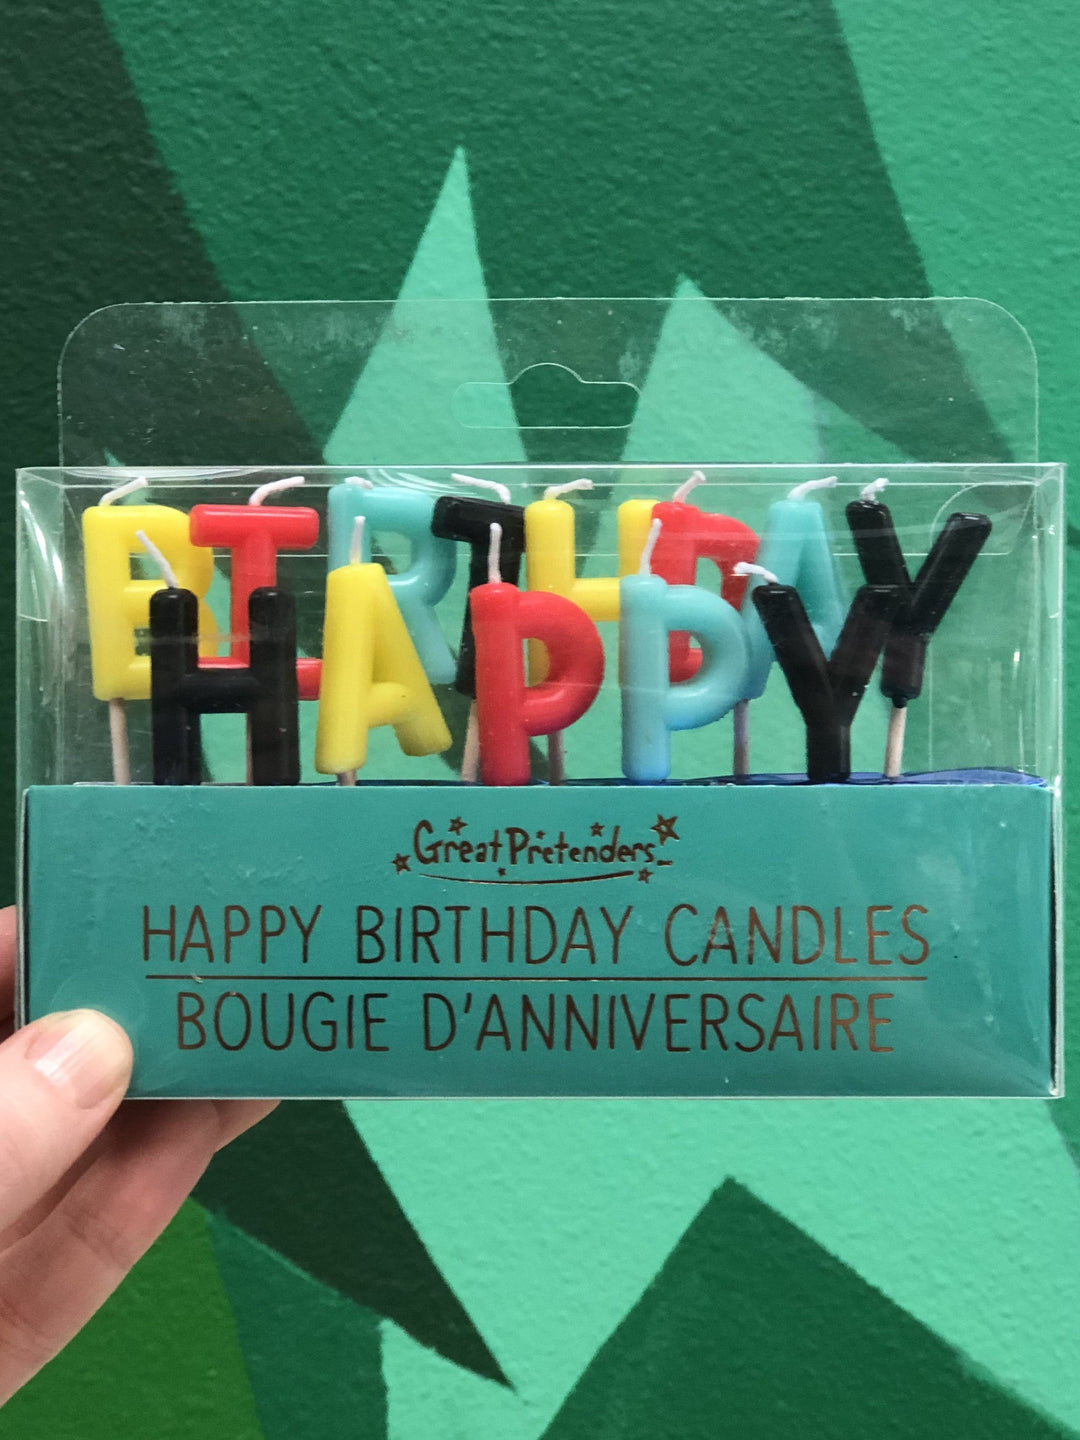 BIRTHDAY
HAPPY
Great Pretenders
HAPPY BIRTHDAY CANDLES
BOUGIE D'ANNIVERSAIRE